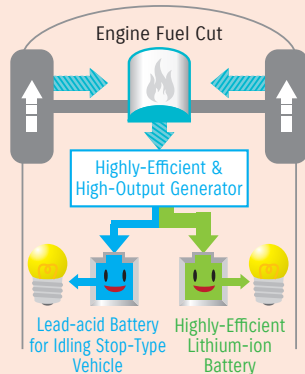 Engine Fuel Cut
Highly-Efficient &
High-Output Generator
Lead-acid Battery
for Idling Stop-Type
Vehicle
Highly-Efficient
Lithium-ion
Battery